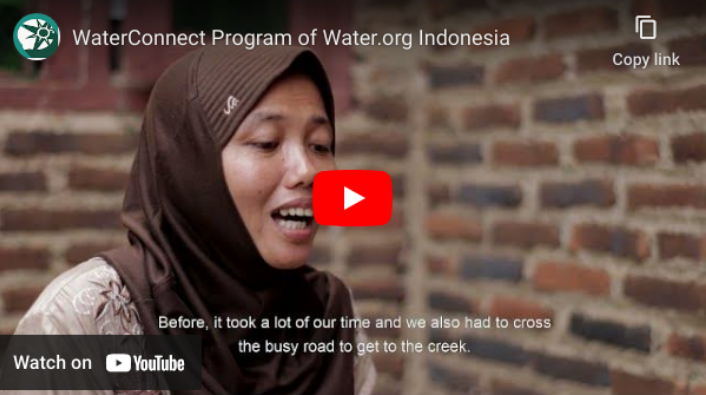 WaterConnect Program of Water.org Indonesia
Copy link
Before, it took a lot of our time and we also had to cross
the busy road to get to the creek.
Watch on YouTube